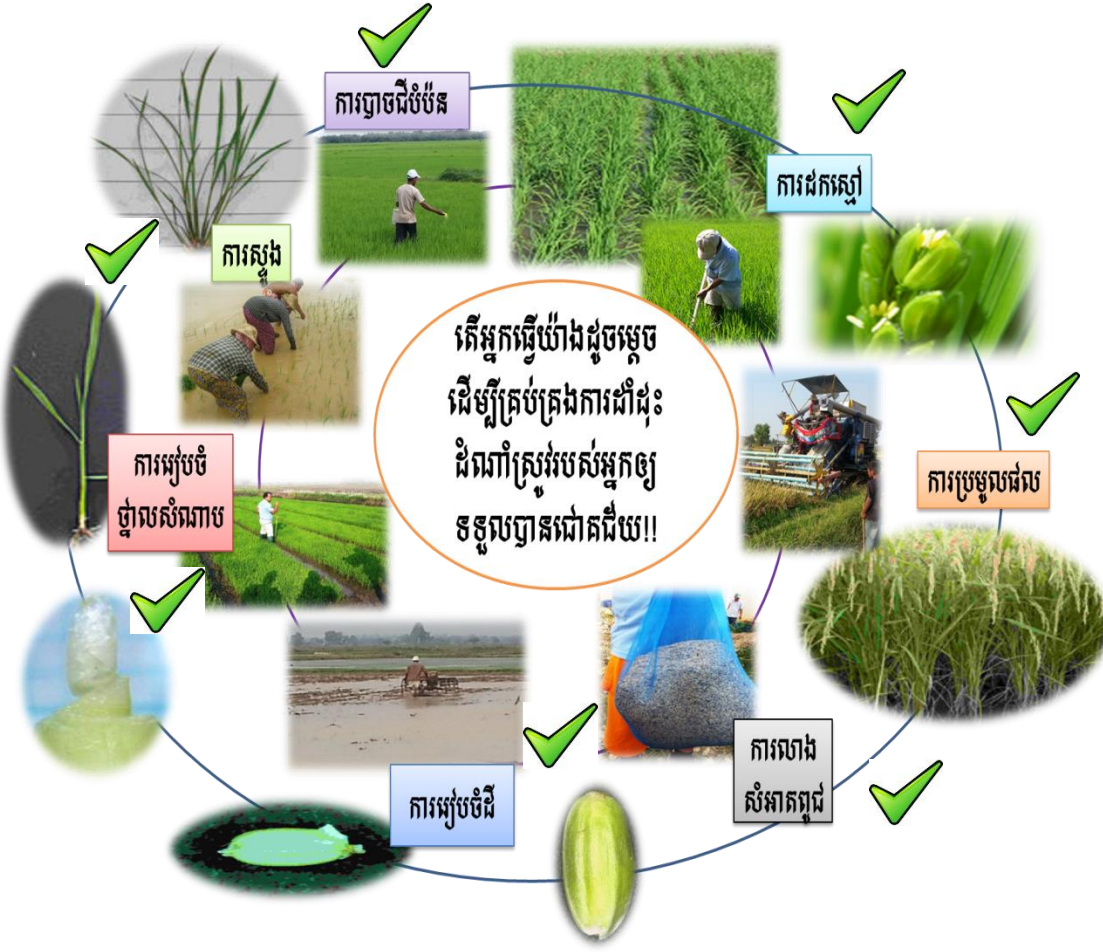 ការបាចជីបំប៉ន
ការដកស្មៅ
ការស្ទូង
តើអ្នកធ្វើយ៉ាងដូចម្តេច
ដើម្បីគ្រប់គ្រងការដាំដុះ
ដំណាំស្រូវរបស់អ្នកឲ្យ
ទទួលបានជោគជ័យ!!
ការរៀបចំ
ថ្នាលសំណាប
ការប្រមូលផល
ការលាង
សំអាតពូជ
ការរៀបចំដី